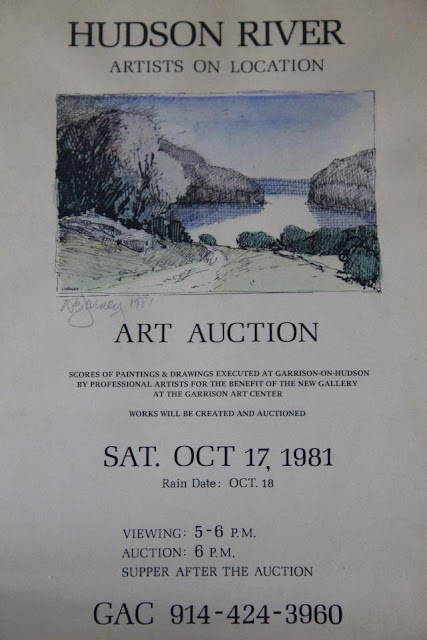 HUDSON RIVER
ARTISTS ON LOCATION
1981
ART AUCTION
SCORES OF PAINTINGS & DRAWINGS EXECUTED AT GARRISON-ON-HUDSON
BY PROFESSIONAL ARTISTS FOR THE BENEFIT OF THE NEW GALLERY
AT THE GARRISON ART CENTER
WORKS WILL BE CREATED AND AUCTIONED
SAT. OCT 17, 1981
Rain Date: OCT. 18
VIEWING: 5-6 P.M.
AUCTION: 6 P.M.
SUPPER AFTER THE AUCTION
GAC 914-424-3960